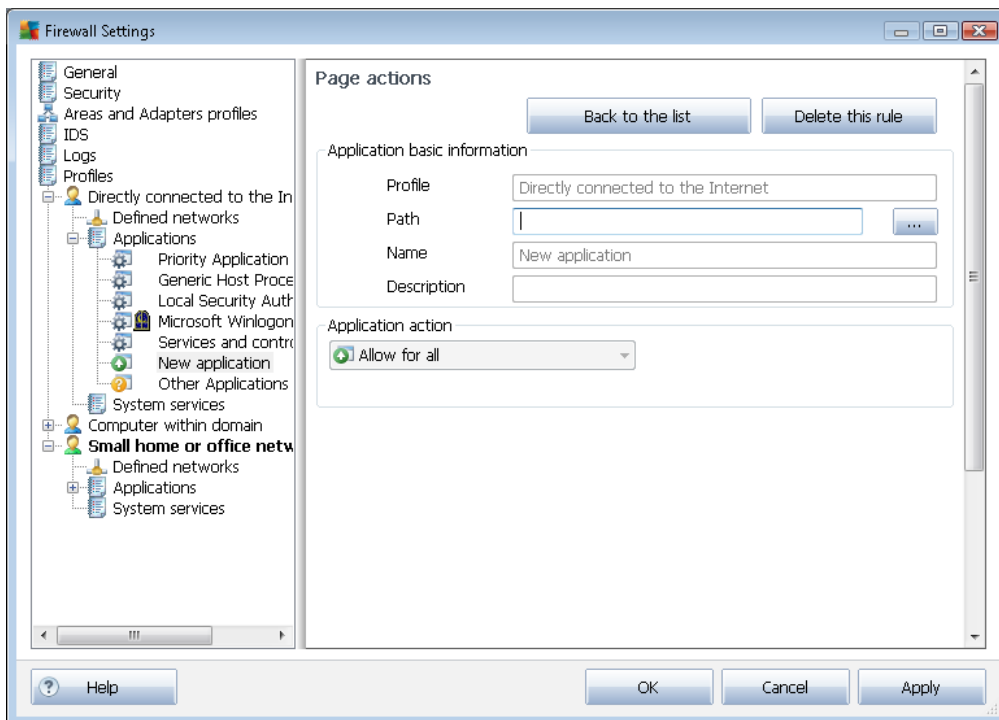 Firewall Settings
General
Security
Areas and Adapters profiles
IDS
Logs
Profiles
Directly connected to the In
Defined networks
Applications
Priority Application
Generic Host Proce
Local Security Auth
Microsoft Winlogon
Services and contro
New application
Other Applications
System services
Computer within domain
Small home or office netw
Defined networks
Applications
System services
Page actions
Back to the list
Delete this rule
Application basic information
Profile
Directly connected to the Internet
Path
...
Name
New application
Description
Application action
Allow for all
? Help
OK
Cancel
Apply